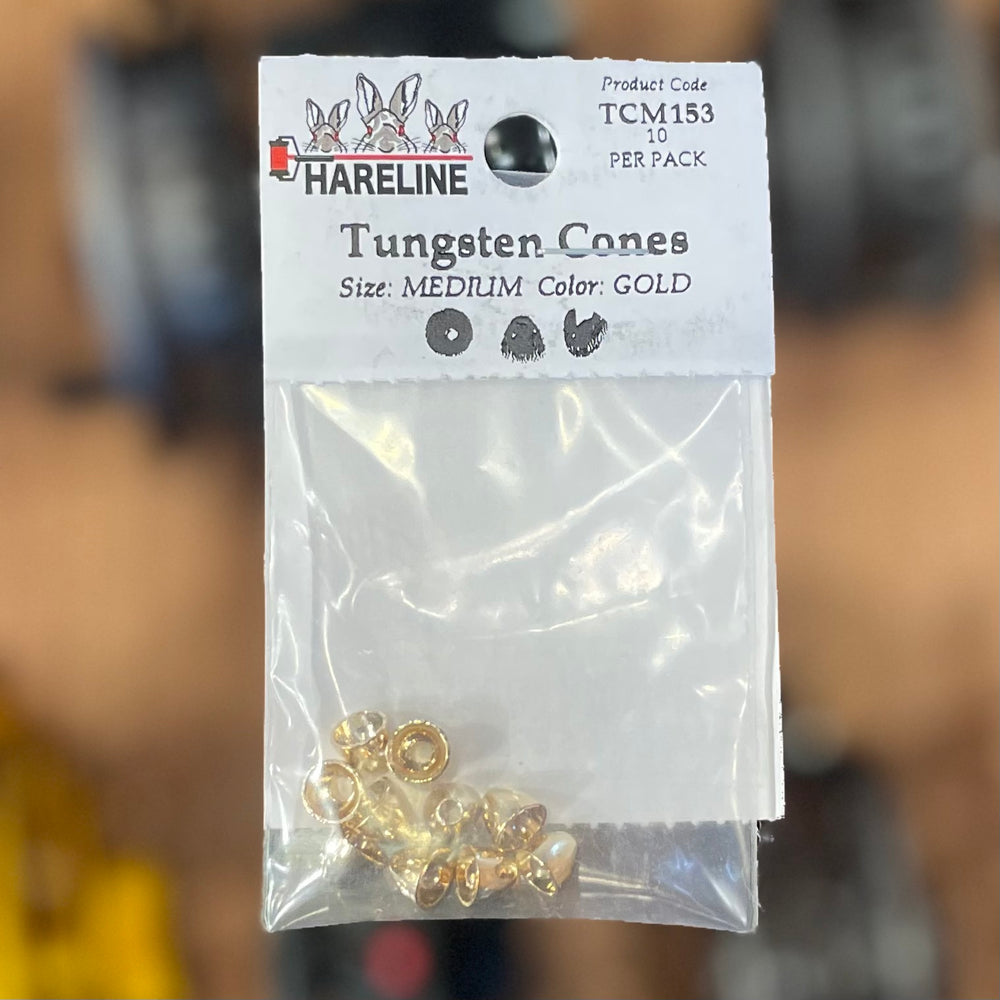 HARELINE
Product Code
TCM153
10
PER PACK
Tungsten Cones
Size: MEDIUM Color: GOLD